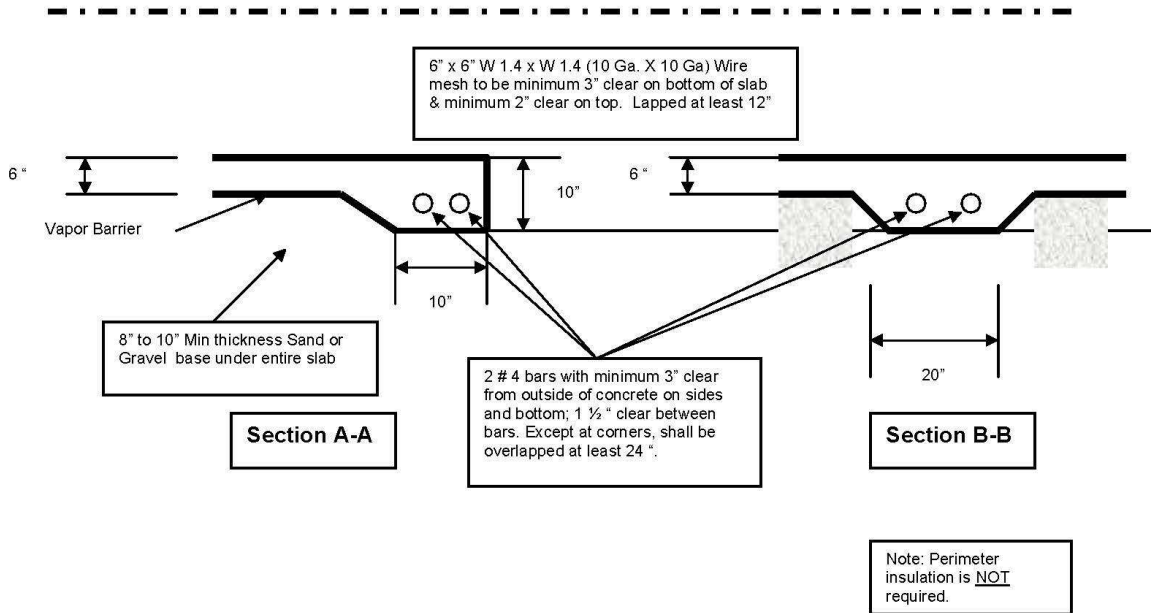 6” x 6” W 1.4 x W 1.4 (10 Ga. X 10 Ga) Wire
mesh to be minimum 3” clear on bottom of slab
& minimum 2” clear on top. Lapped at least 12”
6 “
10”
6 “
Vapor Barrier
10”
8” to 10” Min thickness Sand or
Gravel base under entire slab
2 # 4 bars with minimum 3” clear
from outside of concrete on sides
and bottom; 1 ½ “ clear between
bars. Except at corners, shall be
overlapped at least 24 “.
20”
Section A-A
Section B-B
Note: Perimeter
insulation is NOT
required.